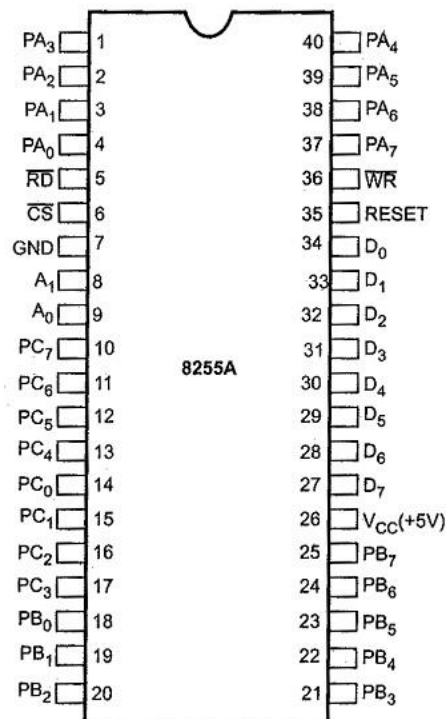 PA₃ 1 40 PA₄
PA₂ 2 39 PA₅
PA₁ 3 38 PA₆
PA₀ 4 37 PA₇
R̅D̅ 5 36 W̅R̅
C̅S̅ 6 35 RESET
GND 7 34 D₀
A₁ 8 33 D₁
A₀ 9 32 D₂
PC₇ 10 31 D₃
8255A
PC₆ 11 30 D₄
PC₅ 12 29 D₅
PC₄ 13 28 D₆
PC₀ 14 27 D₇
PC₁ 15 26 V_CC(+5V)
PC₂ 16 25 PB₇
PC₃ 17 24 PB₆
PB₀ 18 23 PB₅
PB₁ 19 22 PB₄
PB₂ 20 21 PB₃